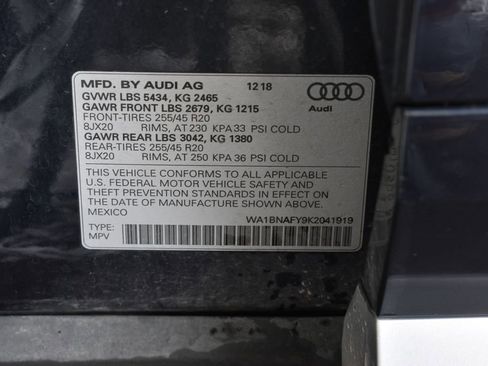 MFD. BY AUDI AG 12 18
GVWR LBS 5434, KG 2465
GAWR FRONT LBS 2679, KG 1215
FRONT-TIRES 255/45 R20
8JX20 RIMS, AT 230 KPA 33 PSI COLD
GAWR REAR LBS 3042, KG 1380
REAR-TIRES 255/45 R20
8JX20 RIMS, AT 250 KPA 36 PSI COLD
Audi
THIS VEHICLE CONFORMS TO ALL APPLICABLE
U.S. FEDERAL MOTOR VEHICLE SAFETY AND
THEFT PREVENTION STANDARDS IN EFFECT ON
THE DATE OF MANUFACTURE SHOWN ABOVE.
MEXICO
WA1BNAFY9K2041919
TYPE:
MPV